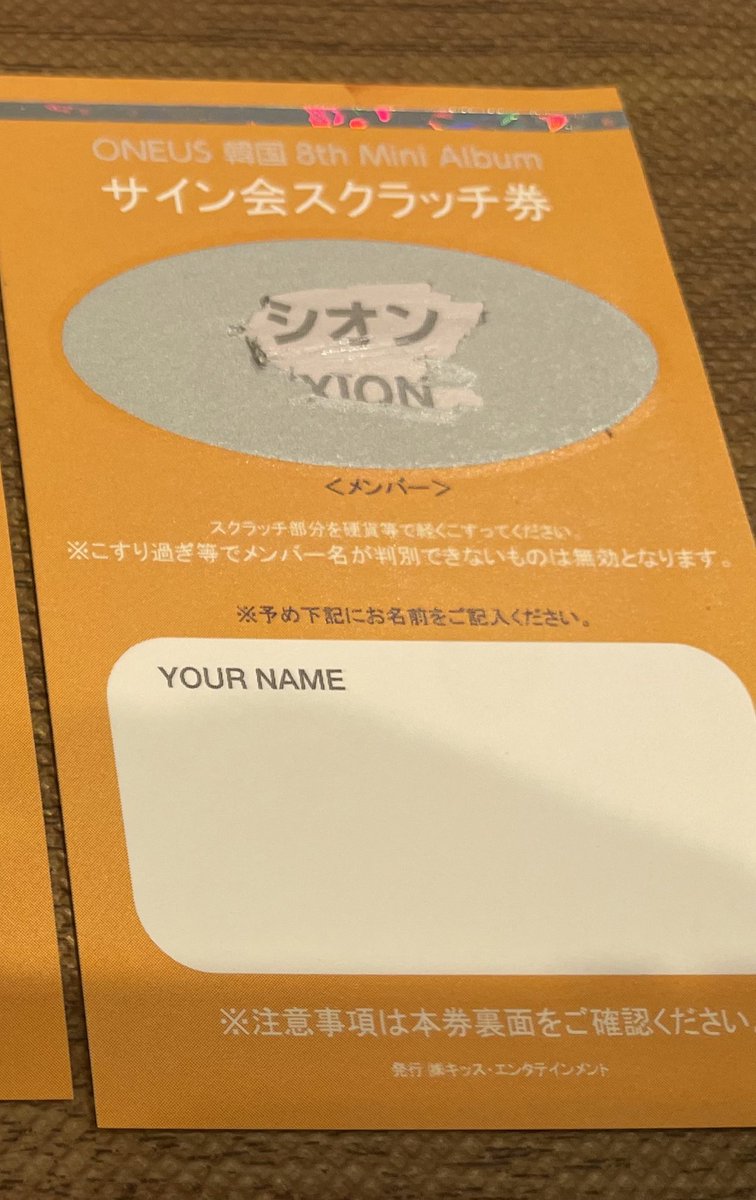 ONEUS 韓国 8th Mini Album
サイン会スクラッチ券
シオン
XION
<メンバー>
スクラッチ部分を硬貨等で軽くこすってください。
※こすり過ぎ等でメンバー名が判別できないものは無効となります。
※予め下記にお名前をご記入ください。
YOUR NAME
※注意事項は本券裏面をご確認ください
発行 ㈱キッス・エンタテインメント